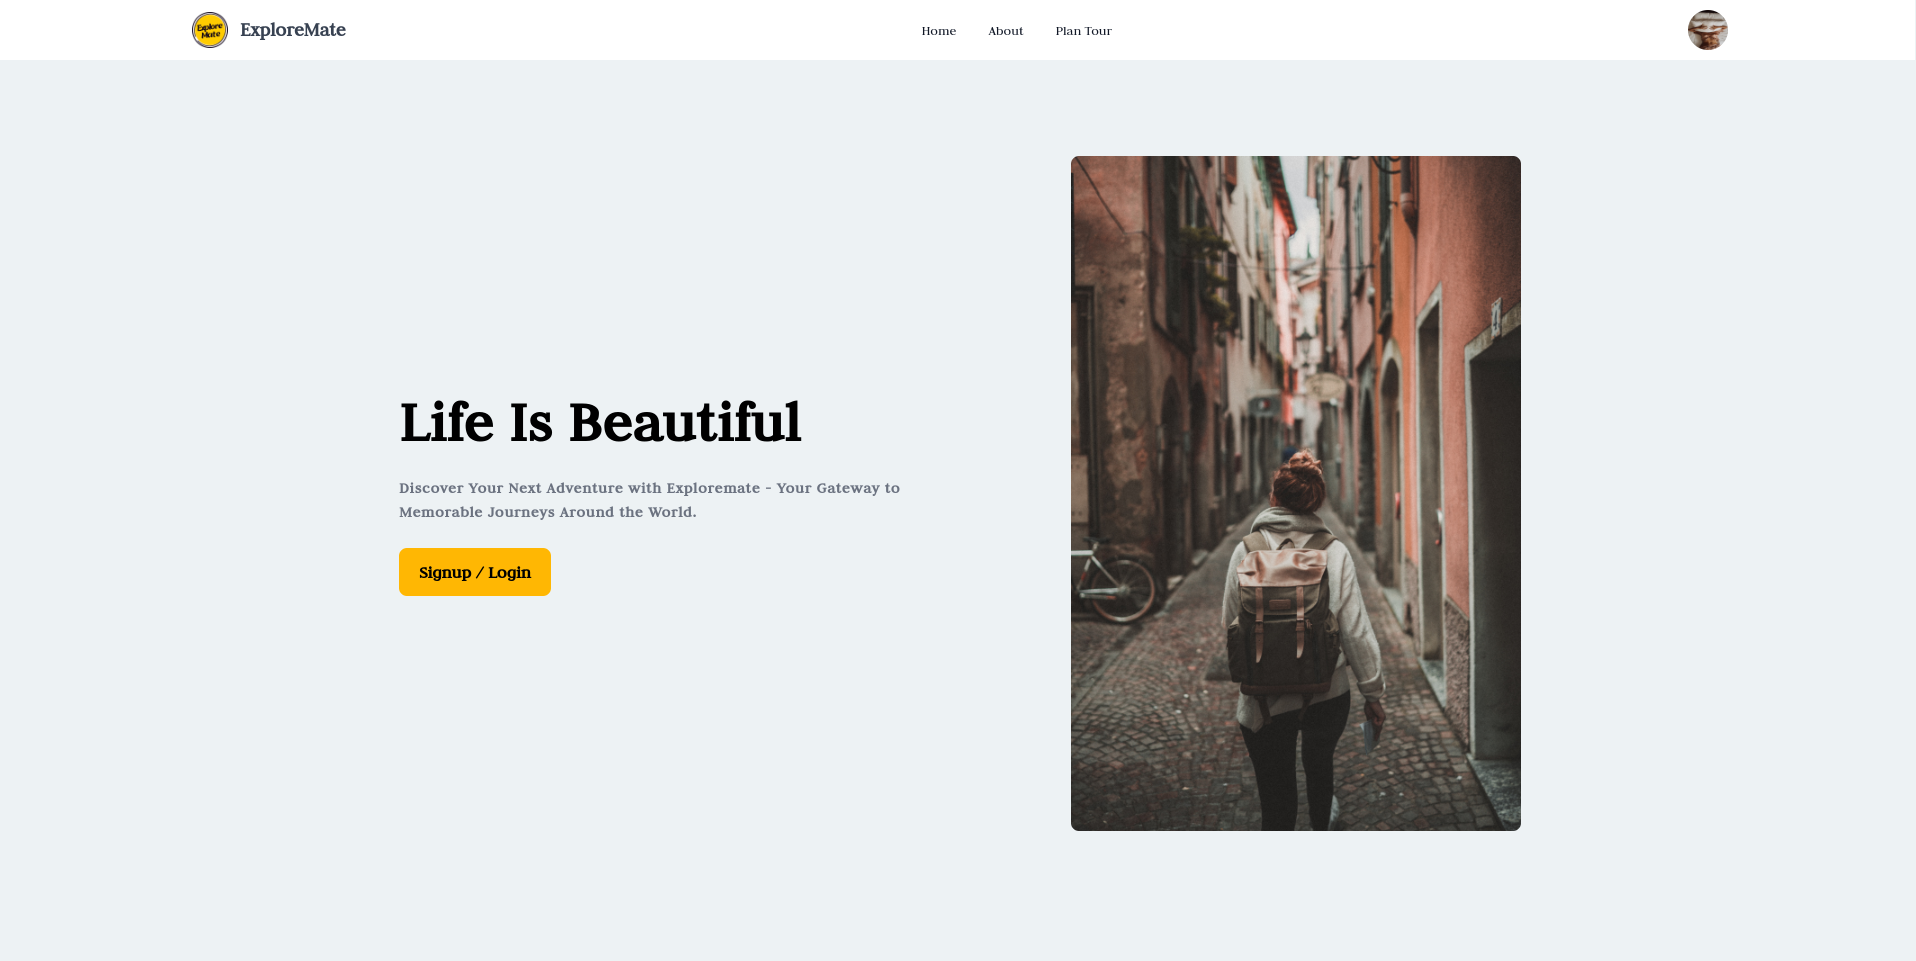 Explore
Mate
ExploreMate
Home
About
Plan Tour
Life Is Beautiful
Discover Your Next Adventure with Exploremate - Your Gateway to
Memorable Journeys Around the World.
Signup / Login